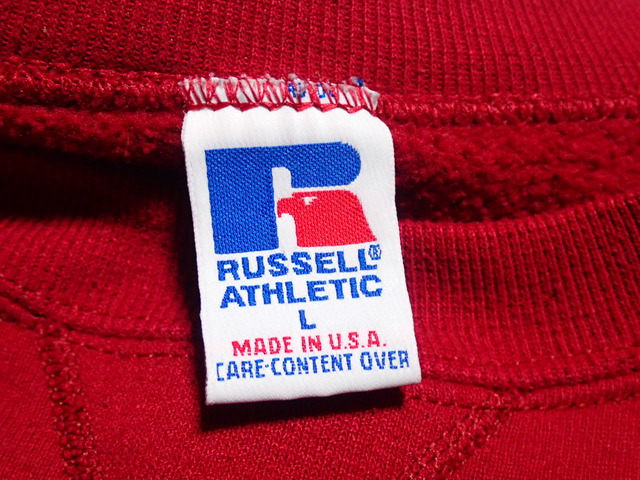 RUSSELL®
ATHLETIC
L
MADE IN U.S.A.
CARE-CONTENT OVER